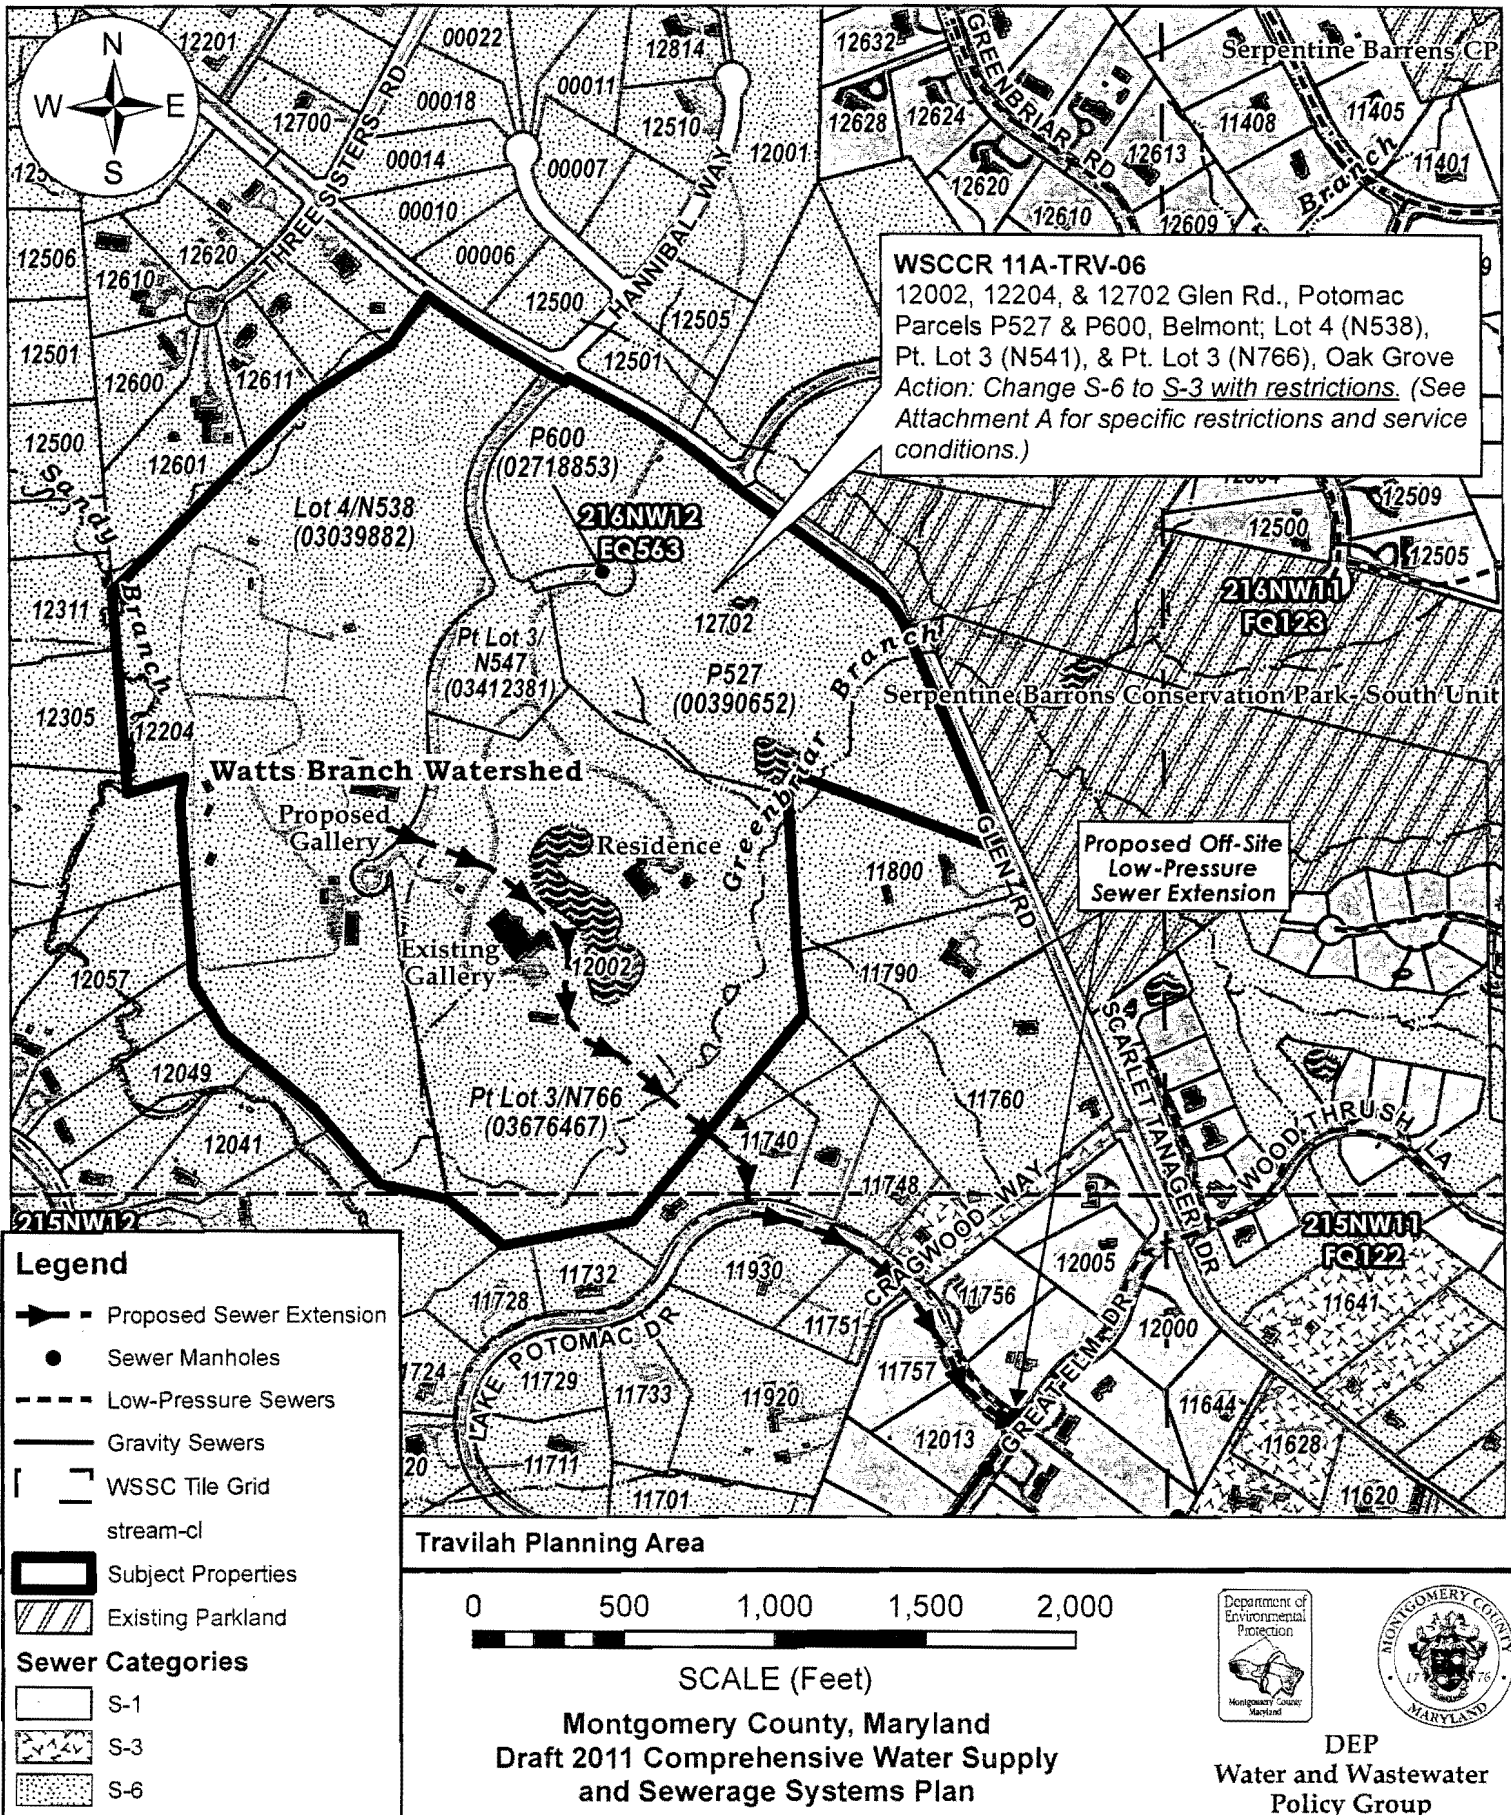 N
W
E
S
12201
00022
12814
12632
GREENBRIAR RD
Serpentine Barrens CP
12700
THREE SISTERS RD
00018
00011
12510
12628
12624
11408
11405
00014
00007
12001
12613
11401
Branch
12620
00010
12610
12609
12506
12610
12620
00006
HANNIBAL WAY
12500
12505
12501
12501
12600
12611
12500
12601
WSCCR 11A-TRV-06
12002, 12204, & 12702 Glen Rd., Potomac
Parcels P527 & P600, Belmont; Lot 4 (N538),
Pt. Lot 3 (N541), & Pt. Lot 3 (N766), Oak Grove
Action: Change S-6 to S-3 with restrictions. (See
Attachment A for specific restrictions and service
conditions.)
P600
(02718853)
Lot 4/N538
(03039882)
216NW12
EQ563
12509
12500
12505
216NW11
FQ123
Sandy Branch
12311
12702
Pt Lot 3/
N547
(03412381)
P527
(00390652)
Greenbriar Branch
Serpentine Barrons Conservation Park- South Unit
12305
12204
Watts Branch Watershed
Proposed
Gallery
Residence
GLEN RD
11800
Proposed Off-Site
Low-Pressure
Sewer Extension
Existing
Gallery
12002
12057
11790
SCARLET TANAGER DR
12049
Pt Lot 3/N766
(03676467)
11760
12041
11740
11748
WOOD THRUSH LA
CRAGWOOD WAY
215NW12
215NW11
FQ122
11732
11930
12005
11728
11756
11641
LAKE POTOMAC DR
11751
12000
11729
11733
11757
GREAT ELM DR
11920
11644
12013
11628
11711
11701
11620
Legend
Proposed Sewer Extension
Sewer Manholes
Low-Pressure Sewers
Gravity Sewers
WSSC Tile Grid
stream-cl
Subject Properties
Existing Parkland
Sewer Categories
S-1
S-3
S-6
Travilah Planning Area
0 500 1,000 1,500 2,000
SCALE (Feet)
Montgomery County, Maryland
Draft 2011 Comprehensive Water Supply
and Sewerage Systems Plan
Department of
Environmental
Protection
Montgomery County
Maryland
MONTGOMERY COUNTY
17 76
MARYLAND
DEP
Water and Wastewater
Policy Group